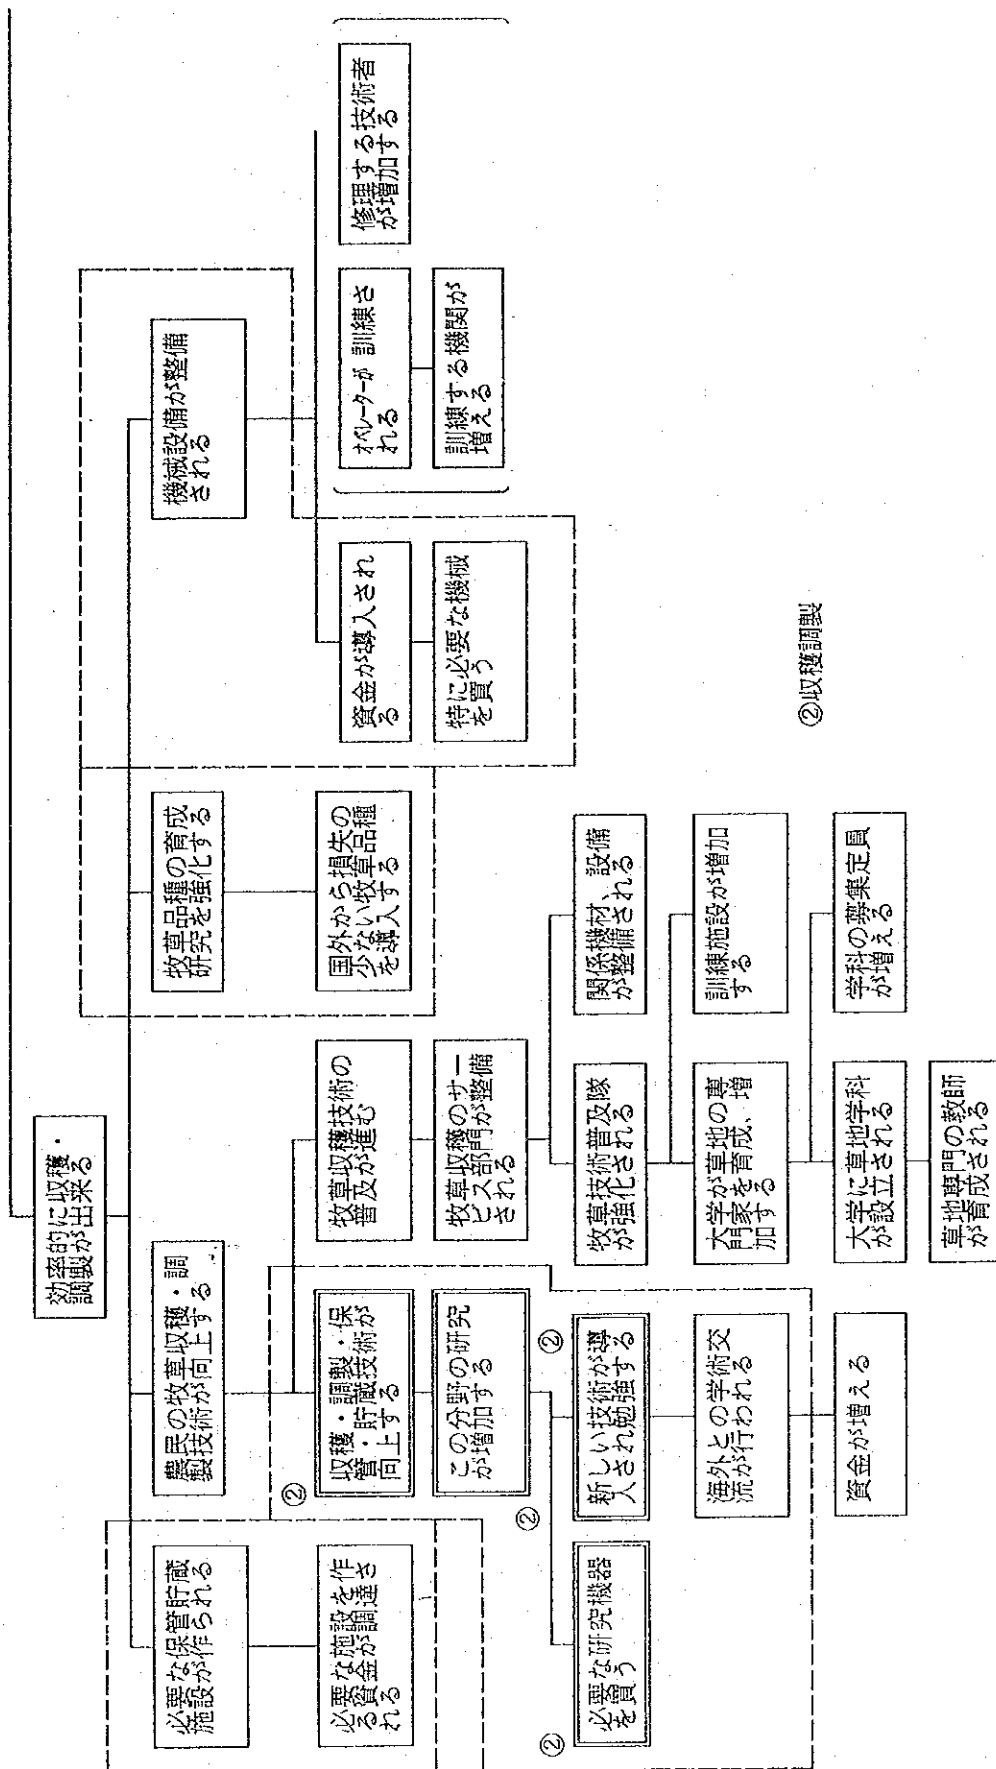 効率的に収穫・
調製が出来る
必要な保管貯蔵
施設が作られる
農民の牧草収穫・調
製技術が向上する
牧草品種の育成
研究を強化する
機械設備が整備
される
必要な施設を作
る資金が調達さ
れる
②
収穫・調製・保
管・貯蔵技術が
向上する
牧草収穫技術の
普及が進む
国外から損失の
少ない牧草品種
を導入する
資金が導入され
る
オペレーターが訓練さ
れる
修理する技術者
が増加する
この分野の研究
が増加する
牧草収穫のサー
ビス部門が整備
される
特に必要な機械
を買う
訓練する機関が
増える
②
必要な研究機器
を買う
②
新しい技術が導
入され勉強する
②
牧草技術普及隊
が強化される
関係機材、設備
が整備される
海外との学術交
流が行われる
大学が草地の専
門家を育成、増
加する
訓練施設が増加
する
資金が増える
大学に草地学科
が設立される
学科の募集定員
が増える
草地専門の教師
が育成される
②収穫調製